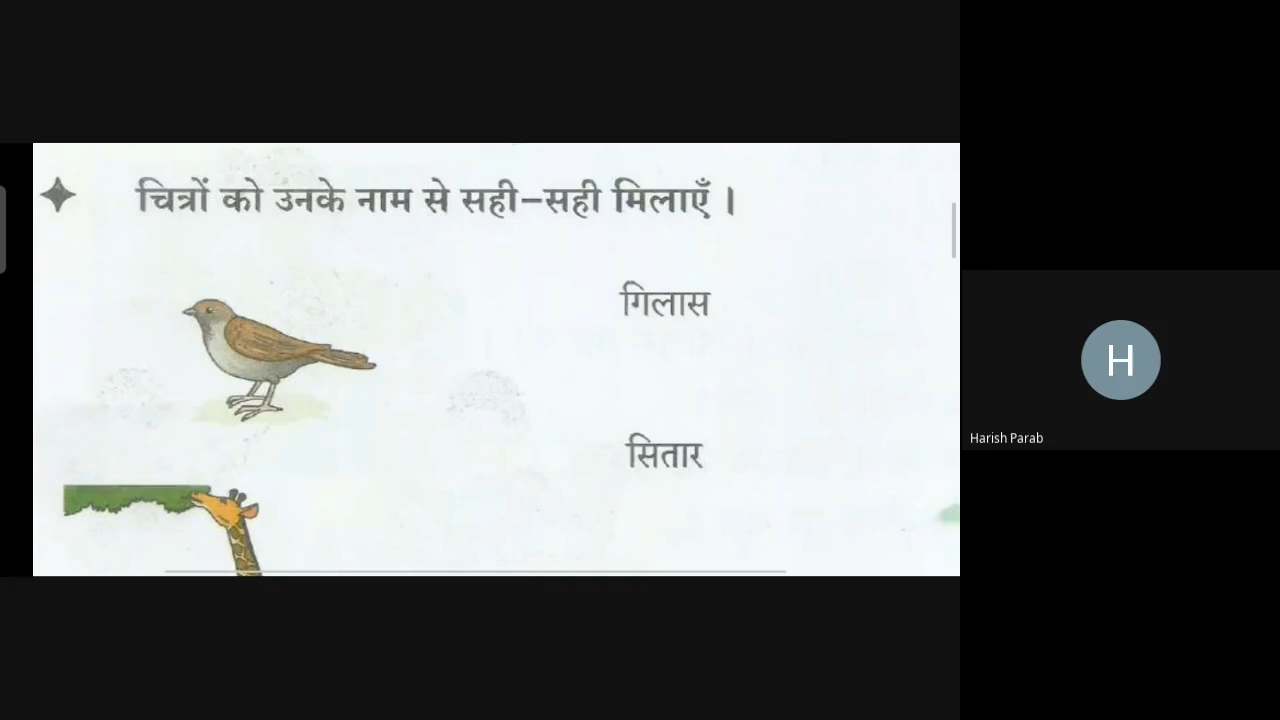 चित्रों को उनके नाम से सही-सही मिलाएँ ।
गिलास
सितार
H
Harish Parab